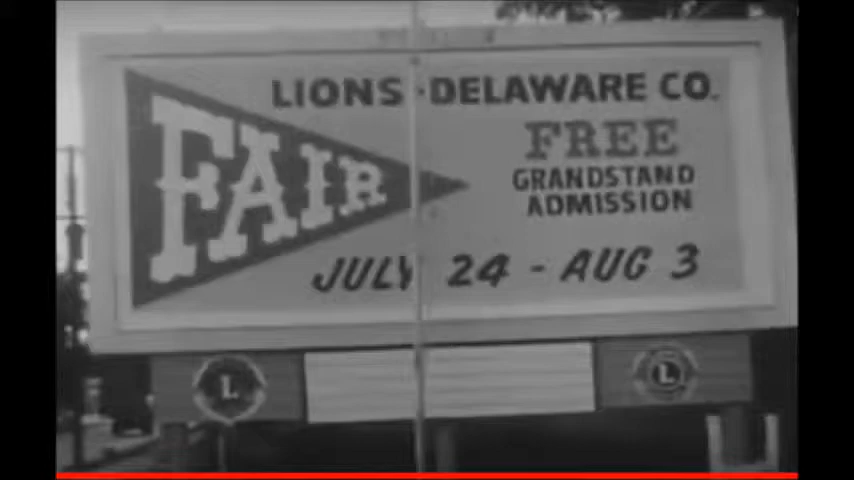 LIONS · DELAWARE CO.
FAIR
FREE
GRANDSTAND
ADMISSION
JULY 24 - AUG 3
L
L